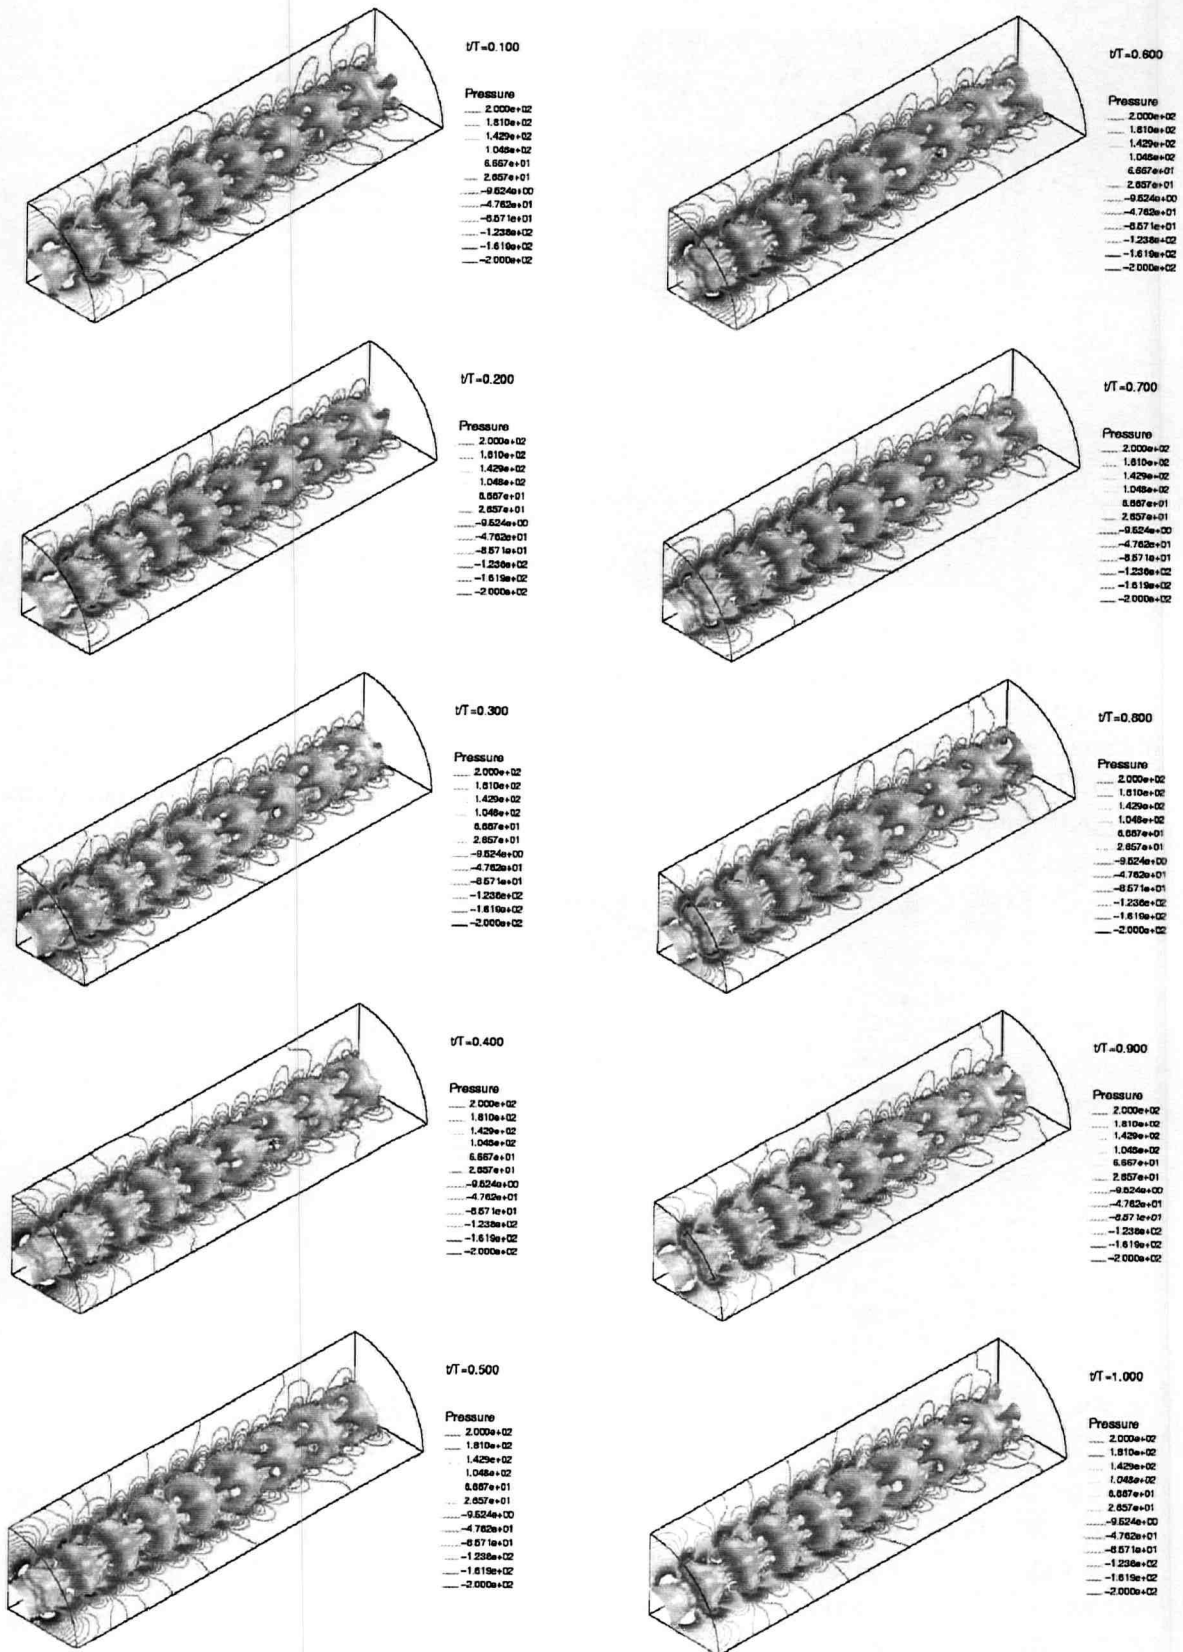 t/T=0.100
Pressure
2.000e+02
1.810e+02
1.429e+02
1.048e+02
6.667e+01
2.857e+01
-9.524e+00
-4.762e+01
-8.571e+01
-1.238e+02
-1.619e+02
-2.000e+02
t/T=0.200
Pressure
2.000e+02
1.810e+02
1.429e+02
1.048e+02
6.667e+01
2.857e+01
-9.524e+00
-4.762e+01
-8.571e+01
-1.238e+02
-1.619e+02
-2.000e+02
t/T=0.300
Pressure
2.000e+02
1.810e+02
1.429e+02
1.048e+02
6.667e+01
2.857e+01
-9.524e+00
-4.762e+01
-8.571e+01
-1.238e+02
-1.619e+02
-2.000e+02
t/T=0.400
Pressure
2.000e+02
1.810e+02
1.429e+02
1.048e+02
6.667e+01
2.857e+01
-9.524e+00
-4.762e+01
-8.571e+01
-1.238e+02
-1.619e+02
-2.000e+02
t/T=0.500
Pressure
2.000e+02
1.810e+02
1.429e+02
1.048e+02
6.667e+01
2.857e+01
-9.524e+00
-4.762e+01
-8.571e+01
-1.238e+02
-1.619e+02
-2.000e+02
t/T=0.600
Pressure
2.000e+02
1.810e+02
1.429e+02
1.048e+02
6.667e+01
2.857e+01
-9.524e+00
-4.762e+01
-8.571e+01
-1.238e+02
-1.619e+02
-2.000e+02
t/T=0.700
Pressure
2.000e+02
1.810e+02
1.429e+02
1.048e+02
6.667e+01
2.857e+01
-9.524e+00
-4.762e+01
-8.571e+01
-1.238e+02
-1.619e+02
-2.000e+02
t/T=0.800
Pressure
2.000e+02
1.810e+02
1.429e+02
1.048e+02
6.667e+01
2.857e+01
-9.524e+00
-4.762e+01
-8.571e+01
-1.238e+02
-1.619e+02
-2.000e+02
t/T=0.900
Pressure
2.000e+02
1.810e+02
1.429e+02
1.048e+02
6.667e+01
2.857e+01
-9.524e+00
-4.762e+01
-8.571e+01
-1.238e+02
-1.619e+02
-2.000e+02
t/T=1.000
Pressure
2.000e+02
1.810e+02
1.429e+02
1.048e+02
6.667e+01
2.857e+01
-9.524e+00
-4.762e+01
-8.571e+01
-1.238e+02
-1.619e+02
-2.000e+02